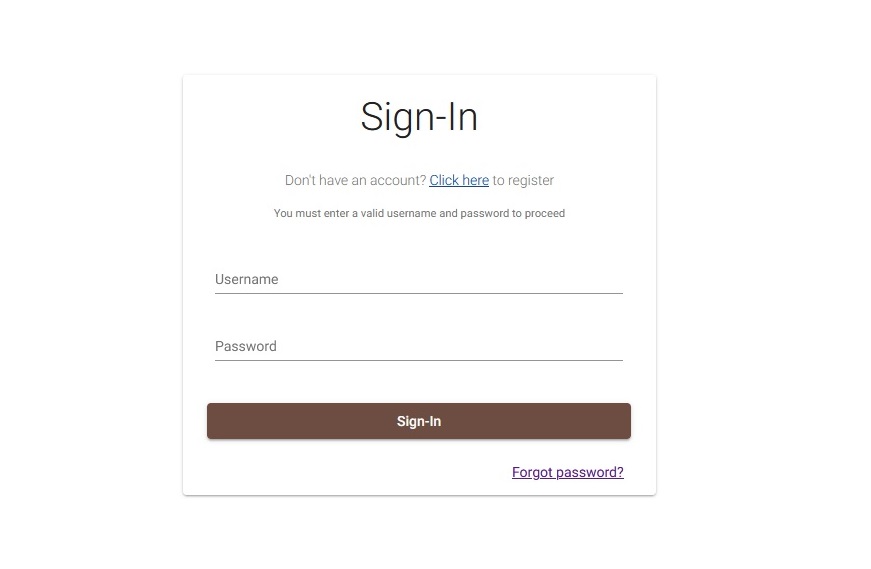 Sign-In
Don't have an account? Click here to register
You must enter a valid username and password to proceed
Username
Password
Sign-In
Forgot password?